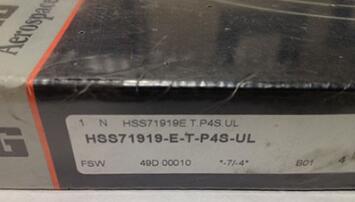 G
Aerospace
G
1 N HSS71919E.T.P4S.UL
HSS71919-E-T-P4S-UL
FSW 49D 00010 *-7/-4* B01 4